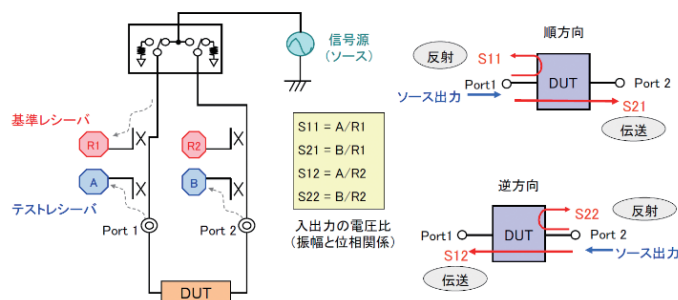 信号源
(ソース)
基準レシーバ
R1
R2
A
B
テストレシーバ
Port 1
Port 2
DUT
S11 = A/R1
S21 = B/R1
S12 = A/R2
S22 = B/R2
入出力の電圧比
(振幅と位相関係)
順方向
反射
S11
Port1
DUT
Port 2
ソース出力
S21
伝送
逆方向
S22
反射
Port1
DUT
Port 2
S12
ソース出力
伝送